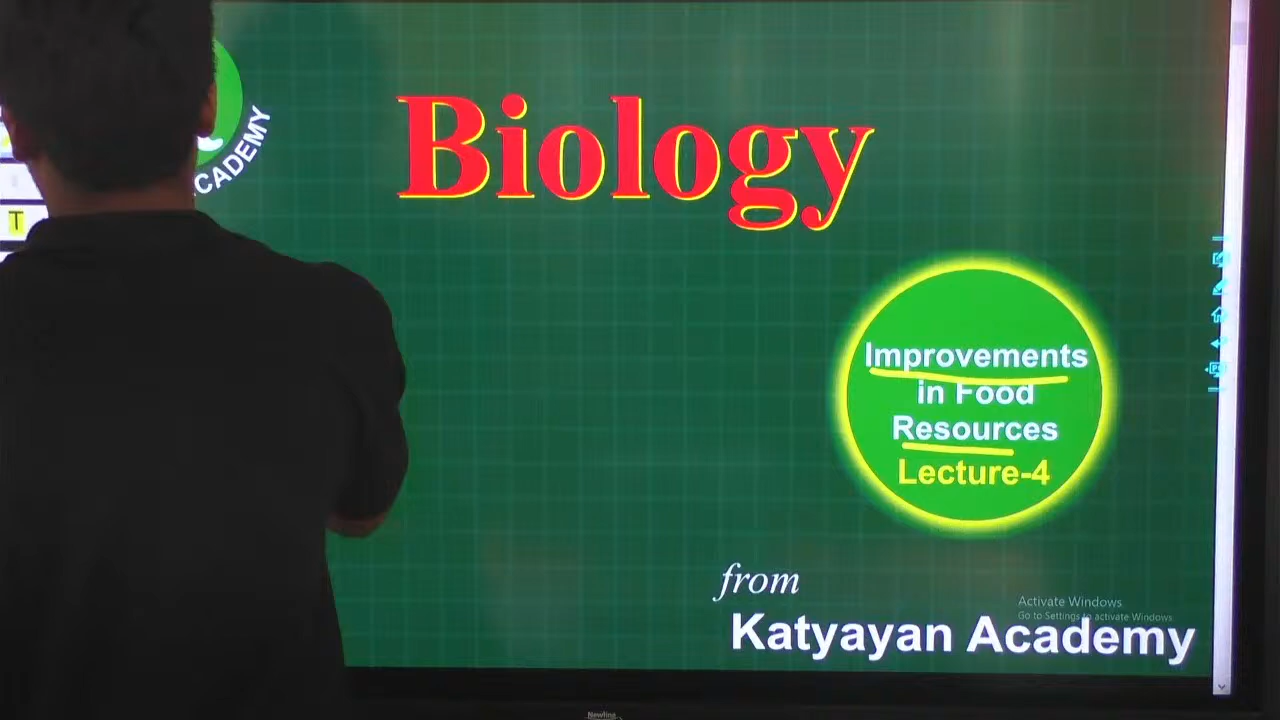 ACADEMY
Biology
T
Improvements
in Food
Resources
Lecture-4
from
Activate Windows
Go to Settings to activate Windows
Katyayan Academy
Newline